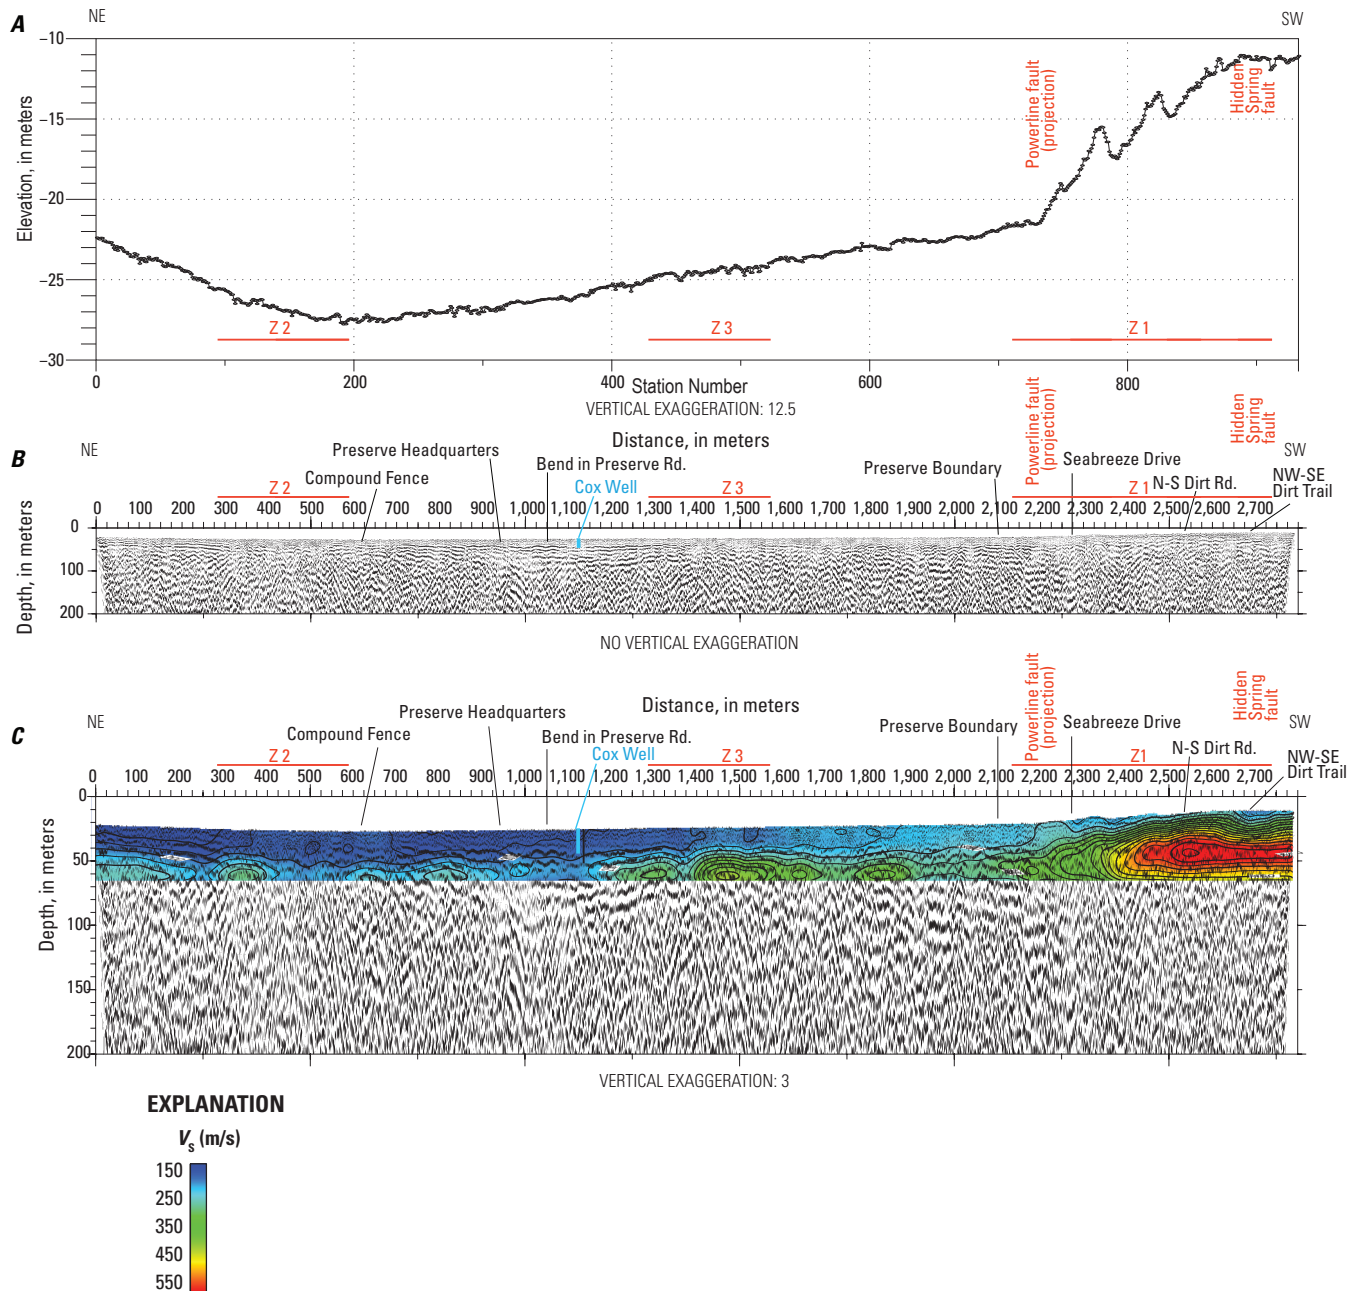 A
NE
SW
Elevation, in meters
−10
−15
−20
−25
−30
Powerline fault
(projection)
Hidden
Spring
fault
Z 2
Z 3
Z 1
0
200
400
600
800
Station Number
VERTICAL EXAGGERATION: 12.5
B
NE
Distance, in meters
SW
Preserve Headquarters
Compound Fence
Bend in Preserve Rd.
Cox Well
Preserve Boundary
Powerline fault
(projection)
Seabreeze Drive
N-S Dirt Rd.
Hidden
Spring
fault
NW-SE
Dirt Trail
Z 2
Z 3
Z 1
0 100 200 300 400 500 600 700 800 900 1,000 1,100 1,200 1,300 1,400 1,500 1,600 1,700 1,800 1,900 2,000 2,100 2,200 2,300 2,400 2,500 2,600 2,700
Depth, in meters
0
100
200
NO VERTICAL EXAGGERATION
C
NE
Distance, in meters
SW
Preserve Headquarters
Compound Fence
Bend in Preserve Rd.
Cox Well
Preserve Boundary
Powerline fault
(projection)
Seabreeze Drive
N-S Dirt Rd.
Hidden
Spring
fault
NW-SE
Dirt Trail
Z 2
Z 3
Z1
0 100 200 300 400 500 600 700 800 900 1,000 1,100 1,200 1,300 1,400 1,500 1,600 1,700 1,800 1,900 2,000 2,100 2,200 2,300 2,400 2,500 2,600 2,700
Depth, in meters
0
50
100
150
200
VERTICAL EXAGGERATION: 3
EXPLANATION
Vs (m/s)
150
250
350
450
550